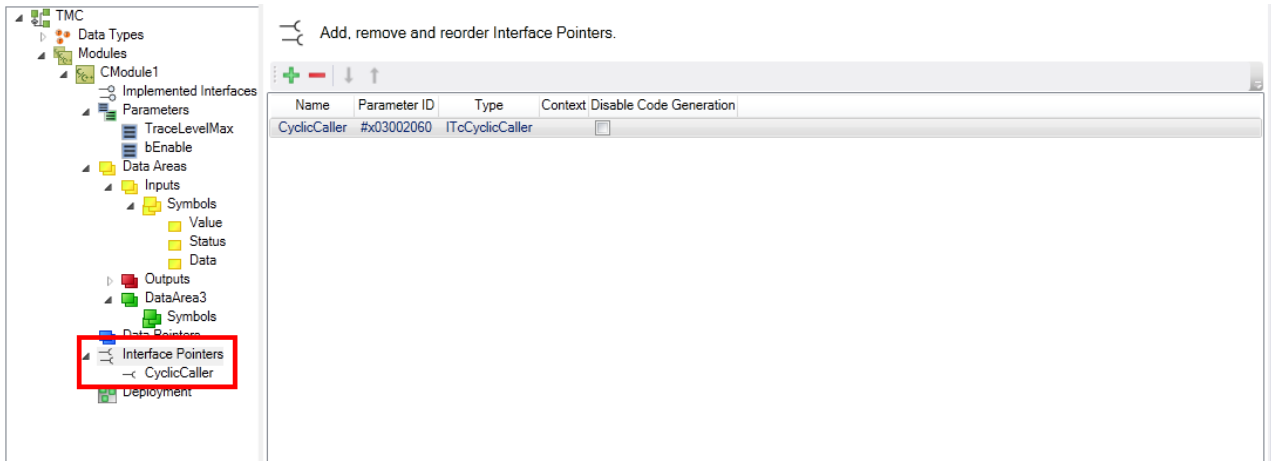 TMC
Data Types
Modules
CModule1
Implemented Interfaces
Parameters
TraceLevelMax
bEnable
Data Areas
Inputs
Symbols
Value
Status
Data
Outputs
DataArea3
Symbols
Data Pointers
Interface Pointers
CyclicCaller
Deployment
Add, remove and reorder Interface Pointers.
Name Parameter ID Type Context Disable Code Generation
CyclicCaller #x03002060 ITcCyclicCaller